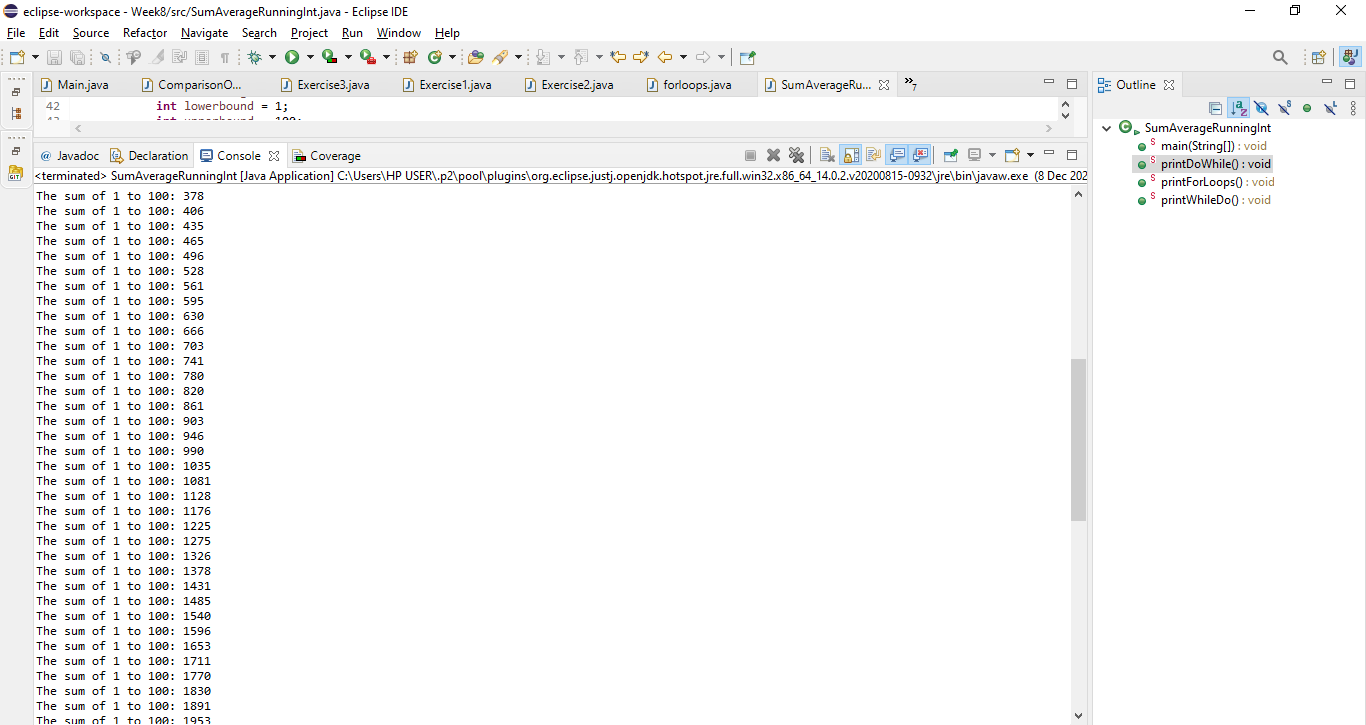 eclipse-workspace - Week8/src/SumAverageRunningInt.java - Eclipse IDE
File Edit Source Refactor Navigate Search Project Run Window Help
Main.java ComparisonO... Exercise3.java Exercise1.java Exercise2.java forloops.java SumAverageRu... »7 Outline
42 int lowerbound = 1;
SumAverageRunningInt
main(String[]) : void
printDoWhile() : void
printForLoops() : void
printWhileDo() : void
@ Javadoc Declaration Console Coverage
<terminated> SumAverageRunningInt [Java Application] C:\Users\HP USER\.p2\pool\plugins\org.eclipse.justj.openjdk.hotspot.jre.full.win32.x86_64_14.0.2.v20200815-0932\jre\bin\javaw.exe (8 Dec 202
The sum of 1 to 100: 378
The sum of 1 to 100: 406
The sum of 1 to 100: 435
The sum of 1 to 100: 465
The sum of 1 to 100: 496
The sum of 1 to 100: 528
The sum of 1 to 100: 561
The sum of 1 to 100: 595
The sum of 1 to 100: 630
The sum of 1 to 100: 666
The sum of 1 to 100: 703
The sum of 1 to 100: 741
The sum of 1 to 100: 780
The sum of 1 to 100: 820
The sum of 1 to 100: 861
The sum of 1 to 100: 903
The sum of 1 to 100: 946
The sum of 1 to 100: 990
The sum of 1 to 100: 1035
The sum of 1 to 100: 1081
The sum of 1 to 100: 1128
The sum of 1 to 100: 1176
The sum of 1 to 100: 1225
The sum of 1 to 100: 1275
The sum of 1 to 100: 1326
The sum of 1 to 100: 1378
The sum of 1 to 100: 1431
The sum of 1 to 100: 1485
The sum of 1 to 100: 1540
The sum of 1 to 100: 1596
The sum of 1 to 100: 1653
The sum of 1 to 100: 1711
The sum of 1 to 100: 1770
The sum of 1 to 100: 1830
The sum of 1 to 100: 1891
The sum of 1 to 100: 1953